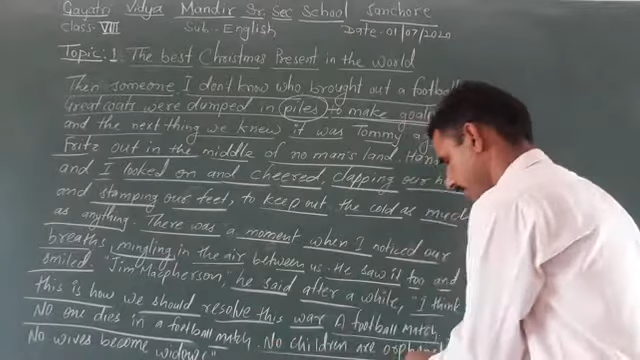 Gayatri Vidya Mandir Sr. Sec School Sanchore
Class- VIII Sub.- English Date- 01/07/2020
Topic:1 The best Christmas Present in the world
Then someone, I don't know who brought out a football
Greatcoats were dumped in piles to make goal
and the next thing we knew it was Tommy
Fritz out in the middle of no man's land.
and I looked on and cheered, clapping our
and stamping our feet, to keep out the cold as much
as anything. There was a moment when I noticed our
breaths mingling in the air between us. He saw it too and
smiled. "Jim Macpherson," he said after a while, "I think
this is how we should resolve this war. A football match.
No one dies in a football match. No children are orphan
No wives become widows"